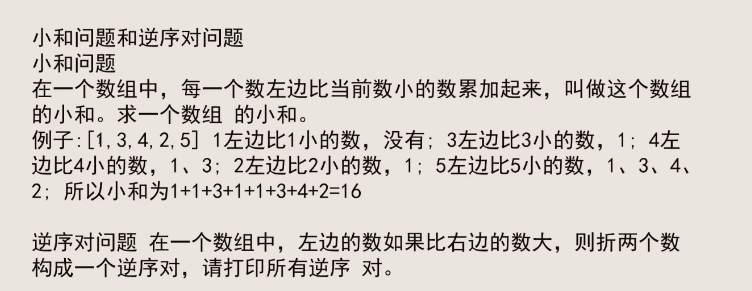 小和问题和逆序对问题
小和问题
在一个数组中，每一个数左边比当前数小的数累加起来，叫做这个数组
的小和。求一个数组 的小和。
例子:[1,3,4,2,5] 1左边比1小的数，没有; 3左边比3小的数，1; 4左
边比4小的数，1、3; 2左边比2小的数，1; 5左边比5小的数，1、3、4、
2; 所以小和为1+1+3+1+1+3+4+2=16
逆序对问题 在一个数组中，左边的数如果比右边的数大，则折两个数
构成一个逆序对，请打印所有逆序 对。